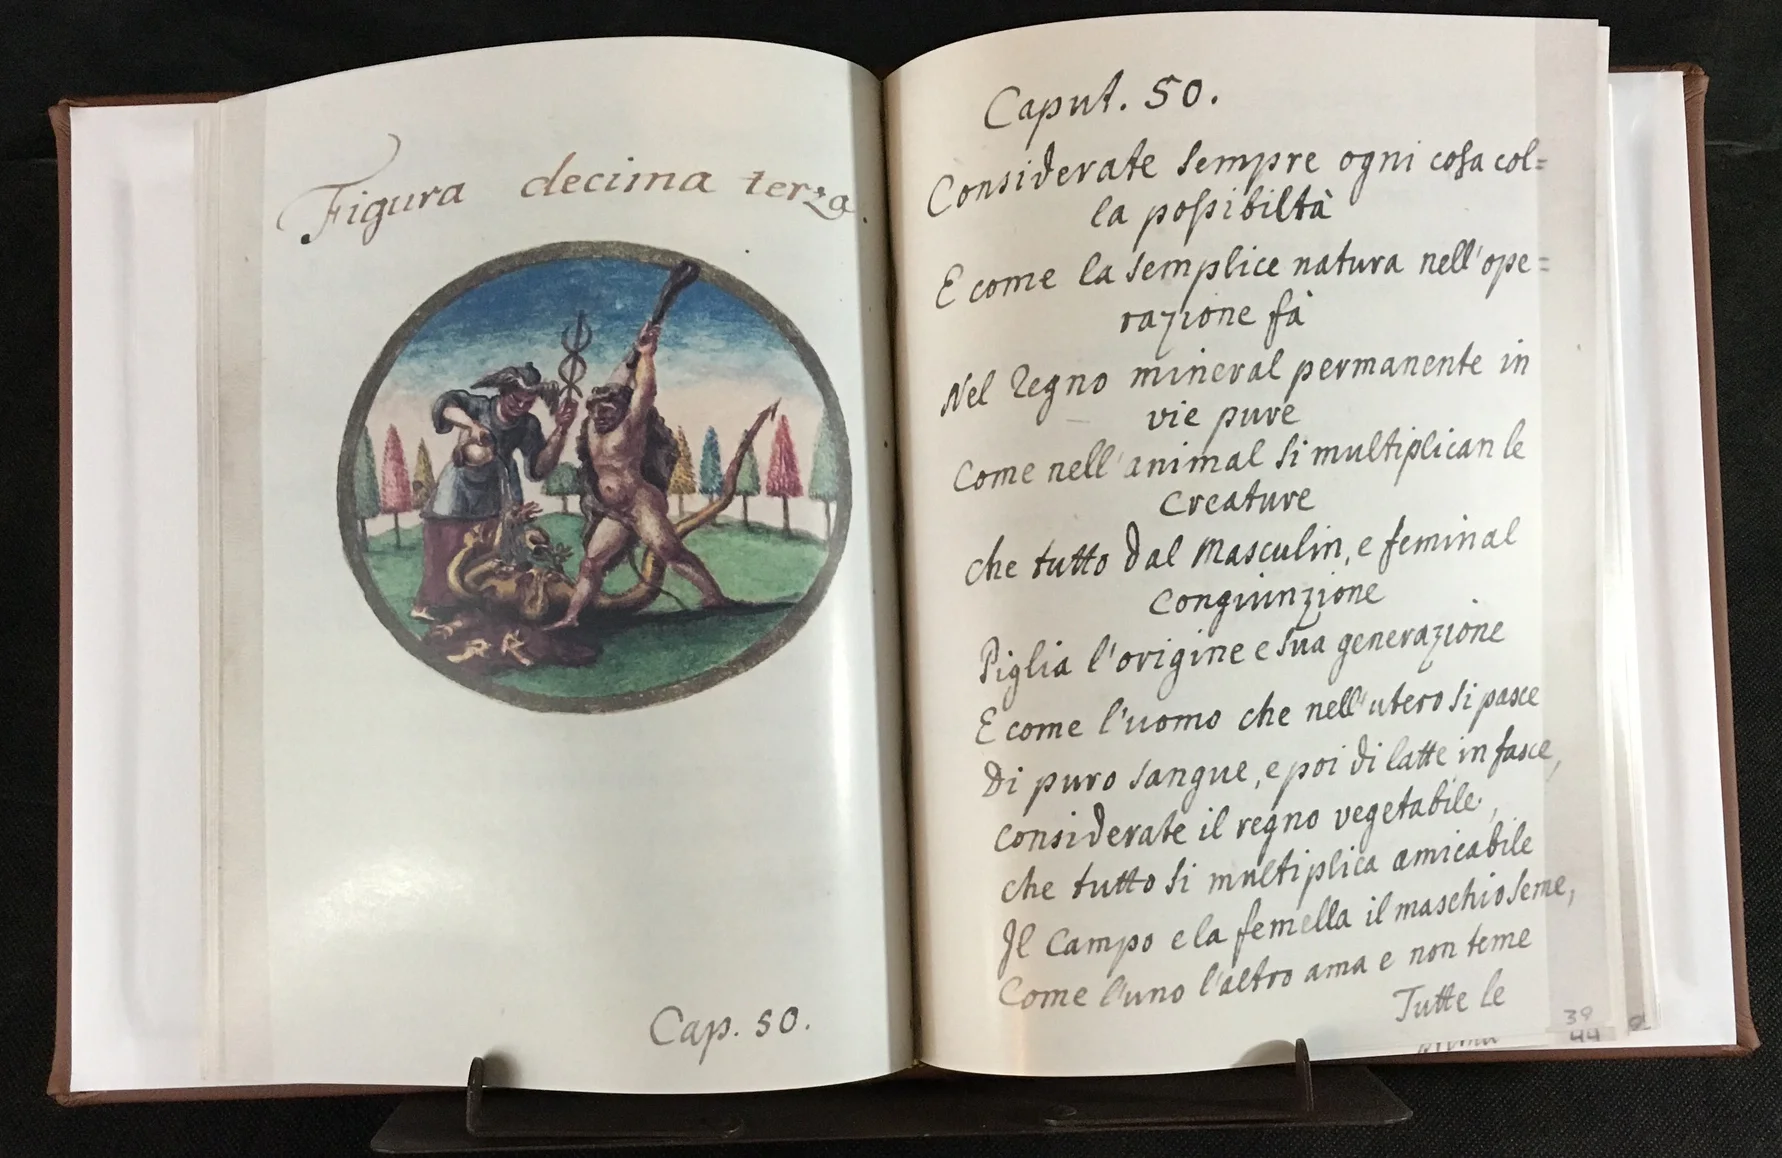 Figura decima terza.
Cap. 50.
Caput. 50.
Considerate sempre ogni cosa col=
la possibiltà
E come la semplice natura nell'ope=
razione fà
Nel Regno mineral permanente in
vie pure
Come nell'animal si multiplican le
Creature
che tutto dal Masculin, e feminal
Congiunzione
Piglia l'origine e sua generazione
E come l'uomo che nell'utero si pasce
Di puro sangue, e poi di latte in fasce,
Considerate il regno vegetabile,
che tutto si multiplica amicabile
Il Campo e la femella il maschio seme,
Come l'uno l'altro ama e non teme
Tutte le
39
44